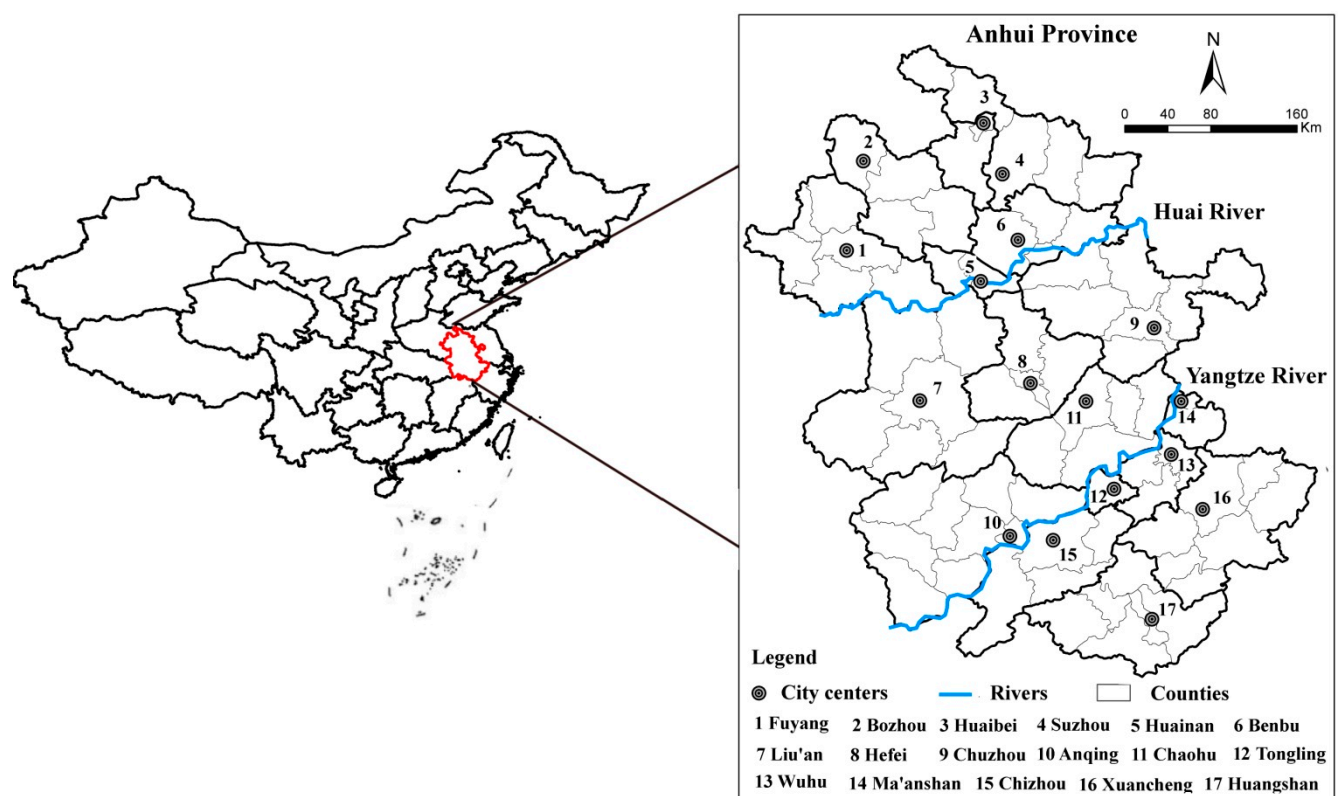 Anhui Province
N
0 40 80 160
Km
3
2
4
Huai River
6
1
5
9
8
Yangtze River
7
11
14
13
12
16
10
15
17
Legend
City centers Rivers Counties
1 Fuyang 2 Bozhou 3 Huaibei 4 Suzhou 5 Huainan 6 Benbu
7 Liu'an 8 Hefei 9 Chuzhou 10 Anqing 11 Chaohu 12 Tongling
13 Wuhu 14 Ma'anshan 15 Chizhou 16 Xuancheng 17 Huangshan